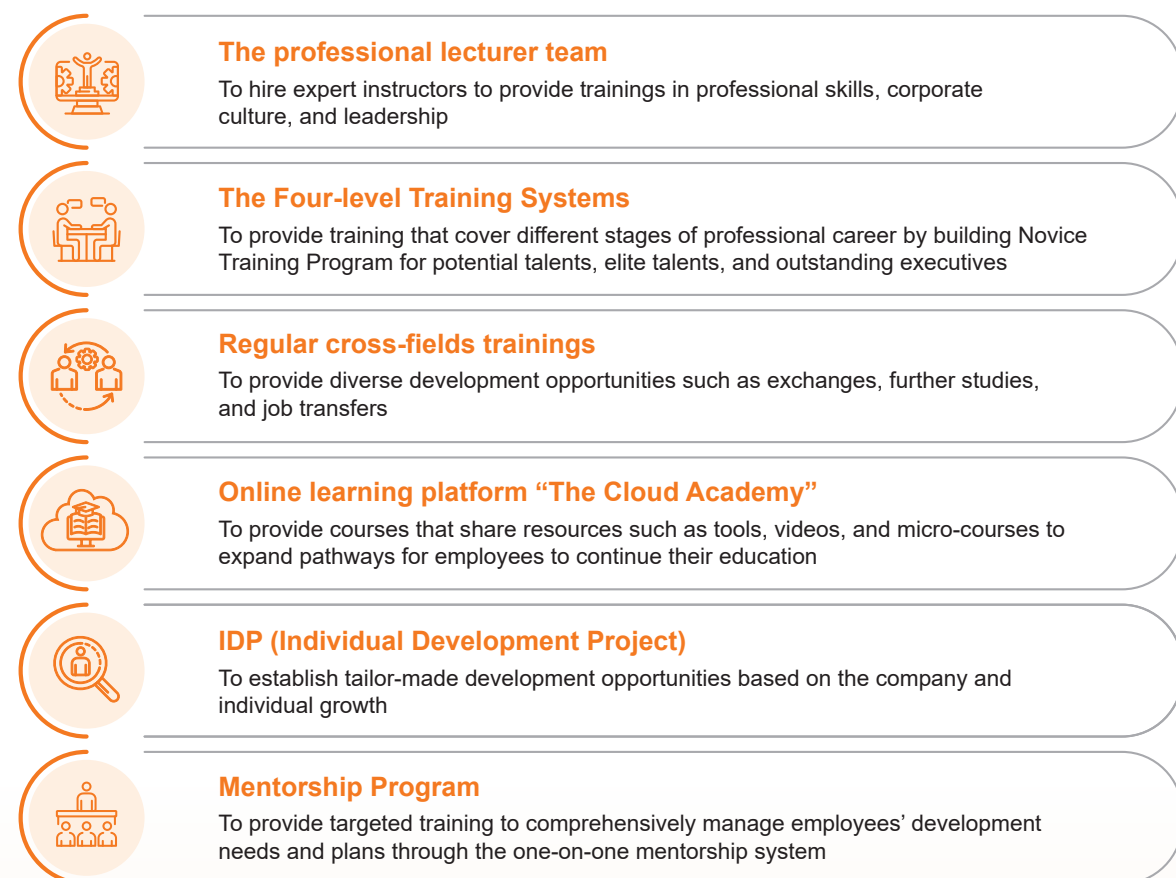 The professional lecturer team
To hire expert instructors to provide trainings in professional skills, corporate
culture, and leadership
The Four-level Training Systems
To provide training that cover different stages of professional career by building Novice
Training Program for potential talents, elite talents, and outstanding executives
Regular cross-fields trainings
To provide diverse development opportunities such as exchanges, further studies,
and job transfers
Online learning platform “The Cloud Academy”
To provide courses that share resources such as tools, videos, and micro-courses to
expand pathways for employees to continue their education
IDP (Individual Development Project)
To establish tailor-made development opportunities based on the company and
individual growth
Mentorship Program
To provide targeted training to comprehensively manage employees’ development
needs and plans through the one-on-one mentorship system